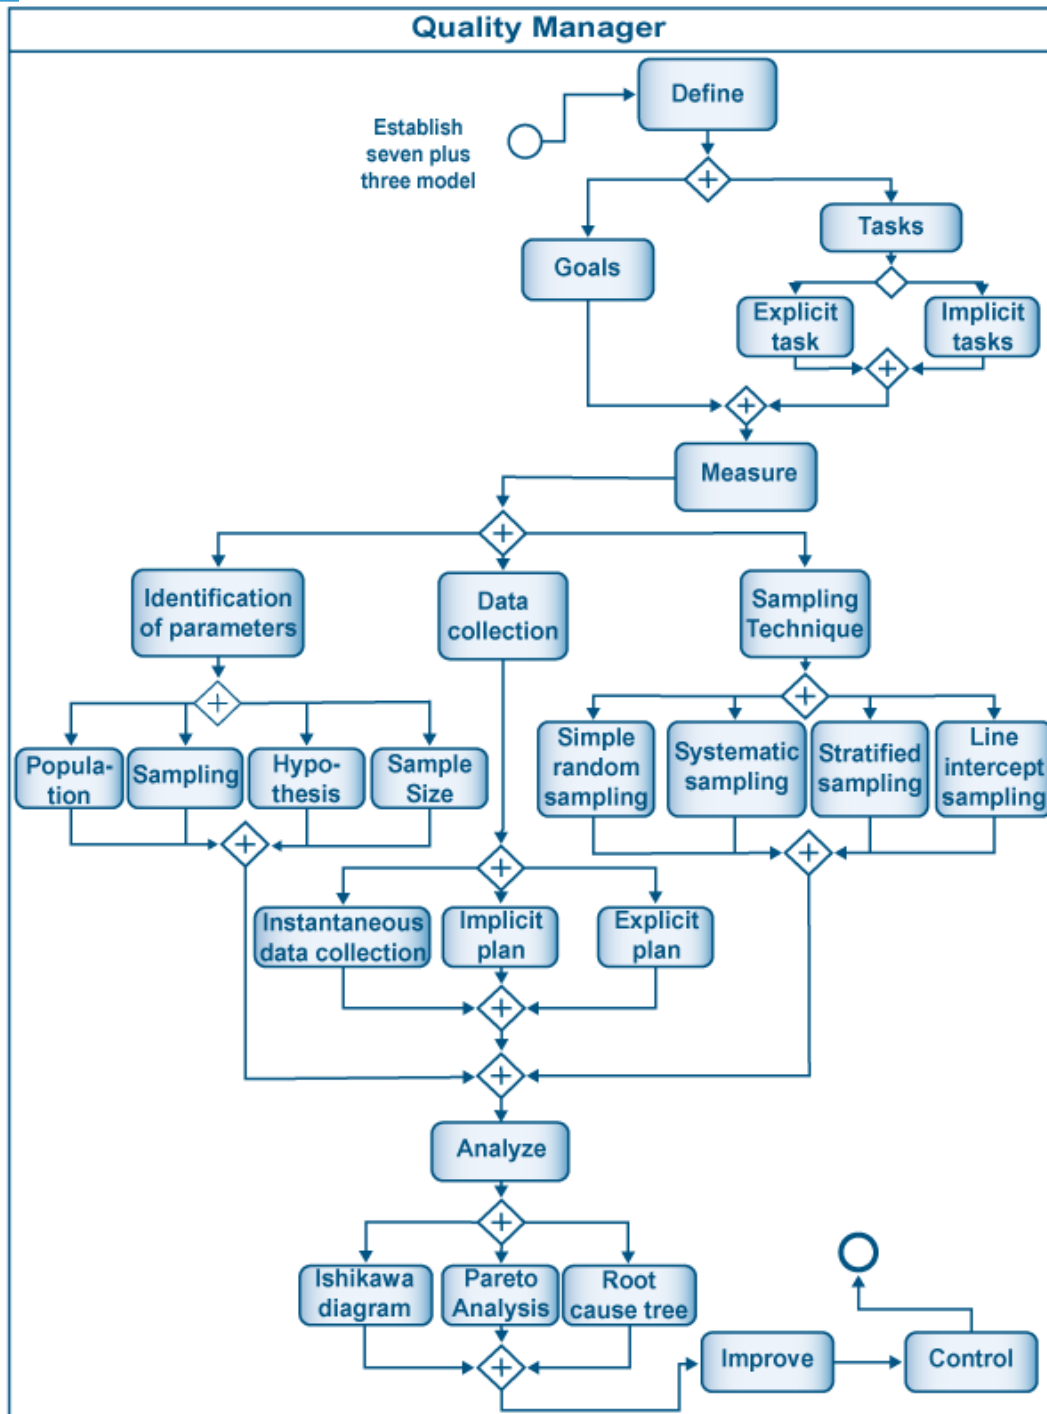 Quality Manager
Define
Establish
seven plus
three model
Tasks
Goals
Explicit
task
Implicit
tasks
Measure
Identification
of parameters
Data
collection
Sampling
Technique
Popula-
tion
Sampling
Hypo-
thesis
Sample
Size
Simple
random
sampling
Systematic
sampling
Stratified
sampling
Line
intercept
sampling
Instantaneous
data collection
Implicit
plan
Explicit
plan
Analyze
Ishikawa
diagram
Pareto
Analysis
Root
cause tree
Improve
Control